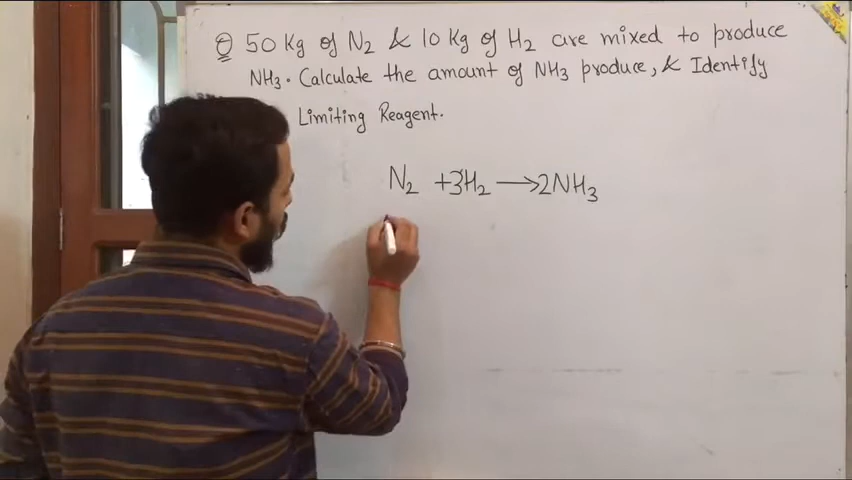 Q 50 Kg of N2 & 10 Kg of H2 are mixed to produce
NH3. Calculate the amount of NH3 produce, & Identify
Limiting Reagent.
N2 +3H2 → 2NH3